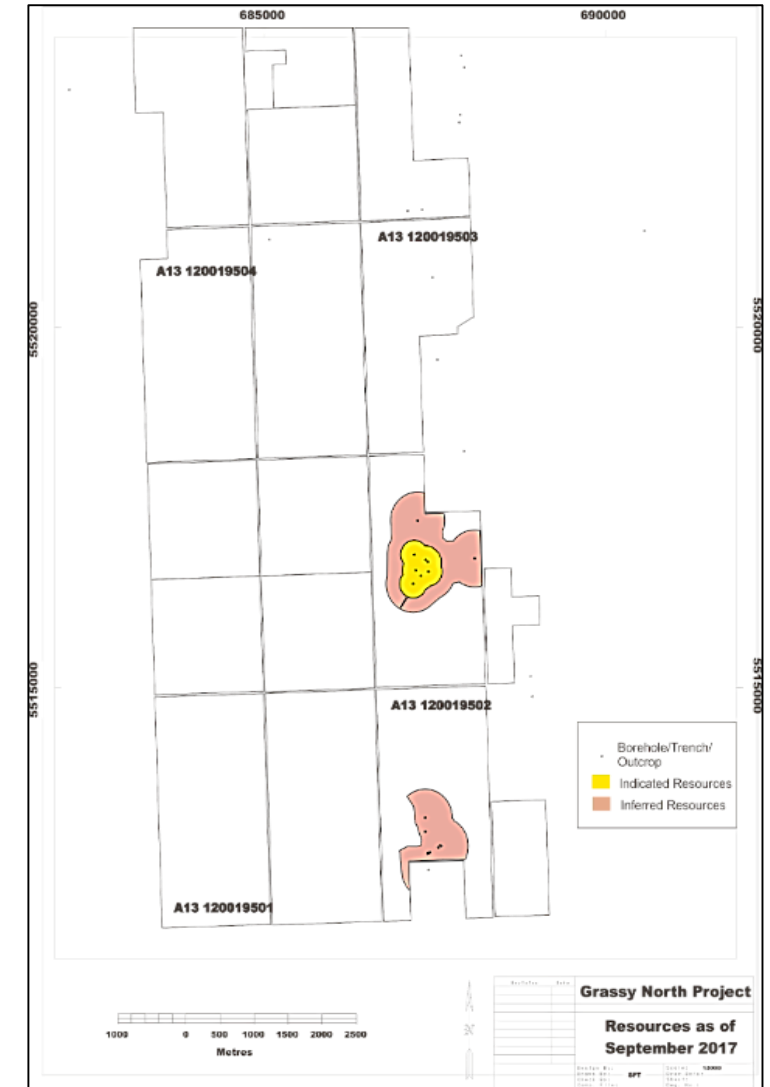 685000
690000
A13 120019503
A13 120019504
5520000
5520000
5515000
5515000
A13 120019502
Borehole/Trench/
Outcrop
Indicated Resources
Inferred Resources
A13 120019501
Grassy North Project
Resources as of
September 2017
1000 0 500 1000 1500 2000 2500
Metres